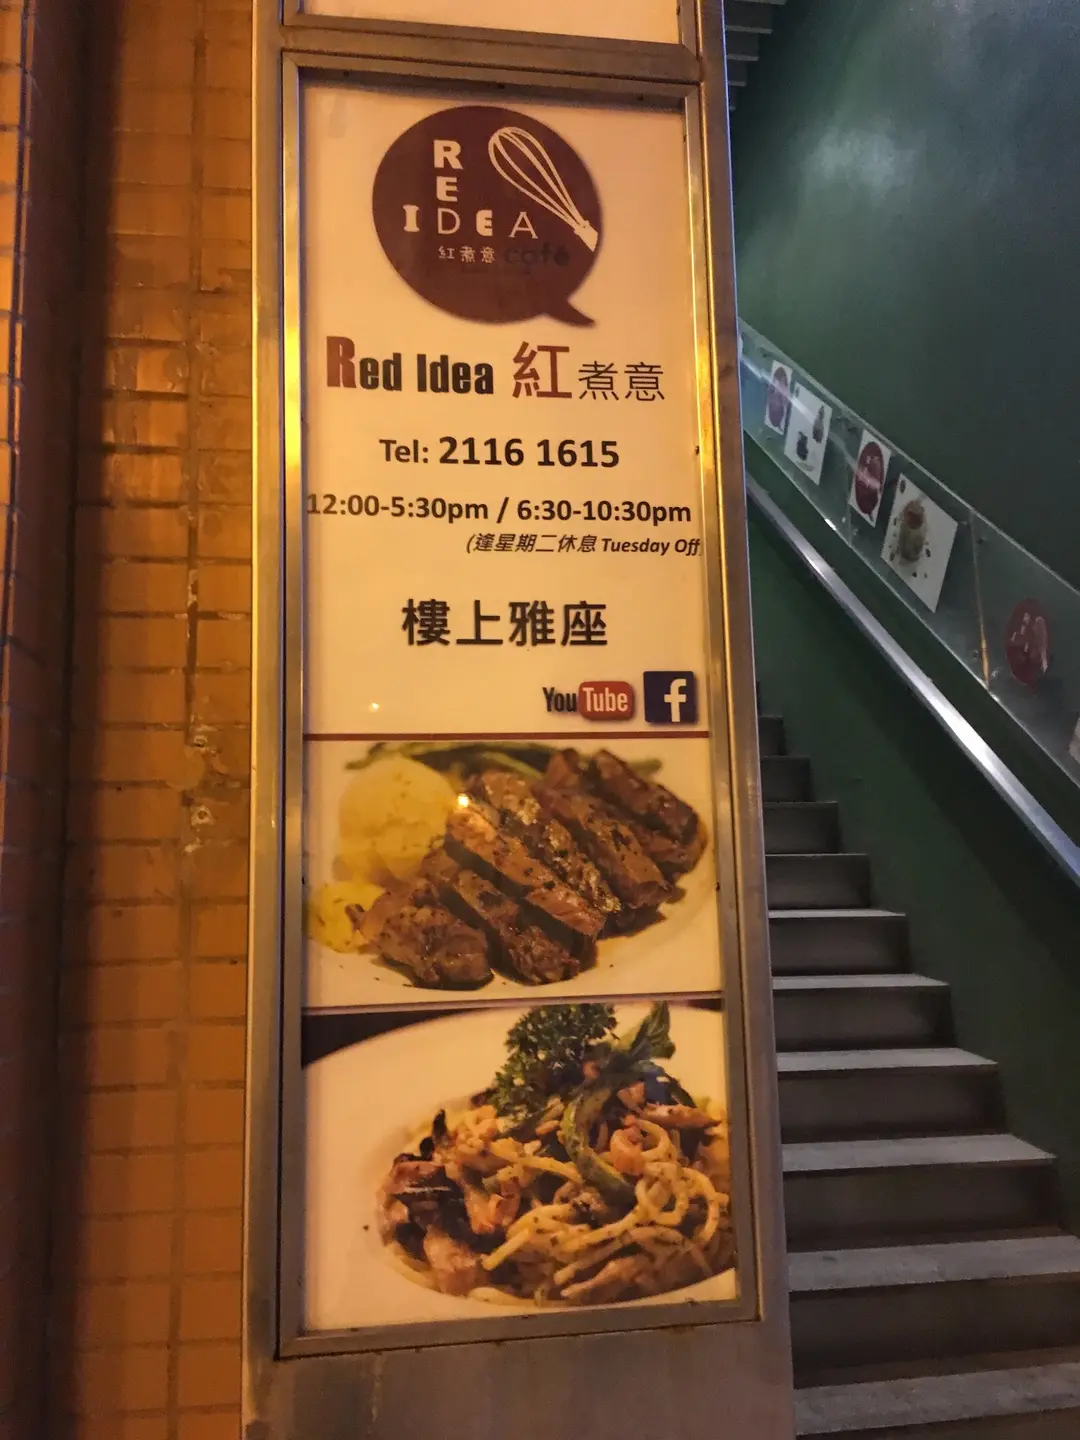 R
E
IDEA
紅煮意 café
Red Idea 紅煮意
Tel: 2116 1615
12:00-5:30pm / 6:30-10:30pm
(逢星期二休息 Tuesday Off
樓上雅座
YouTube f